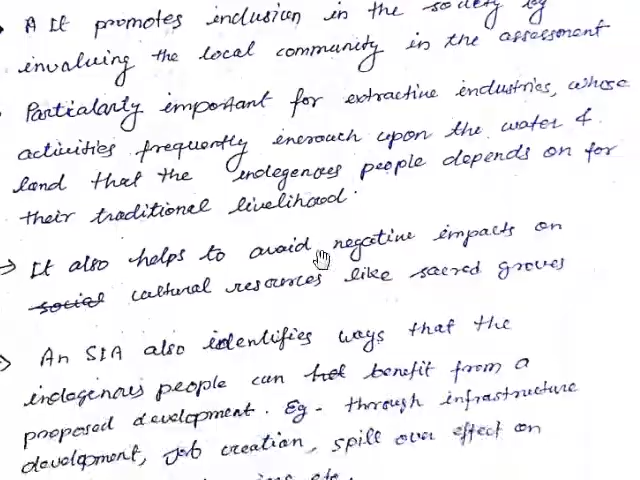 A It promotes inclusion in the society by
involving the local community in the assessment
Particularly important for extractive industries, whose
activities frequently encroach upon the water &
land that the indegenous people depends on for
their traditional livelihood.
→ It also helps to avoid negative impacts on
social cultural resources like sacred groves
An SIA also identifies ways that the
indegenous people can benefit from a
proposed development. Eg - through infrastructure
development, Job creation, spill over effect on
etc.